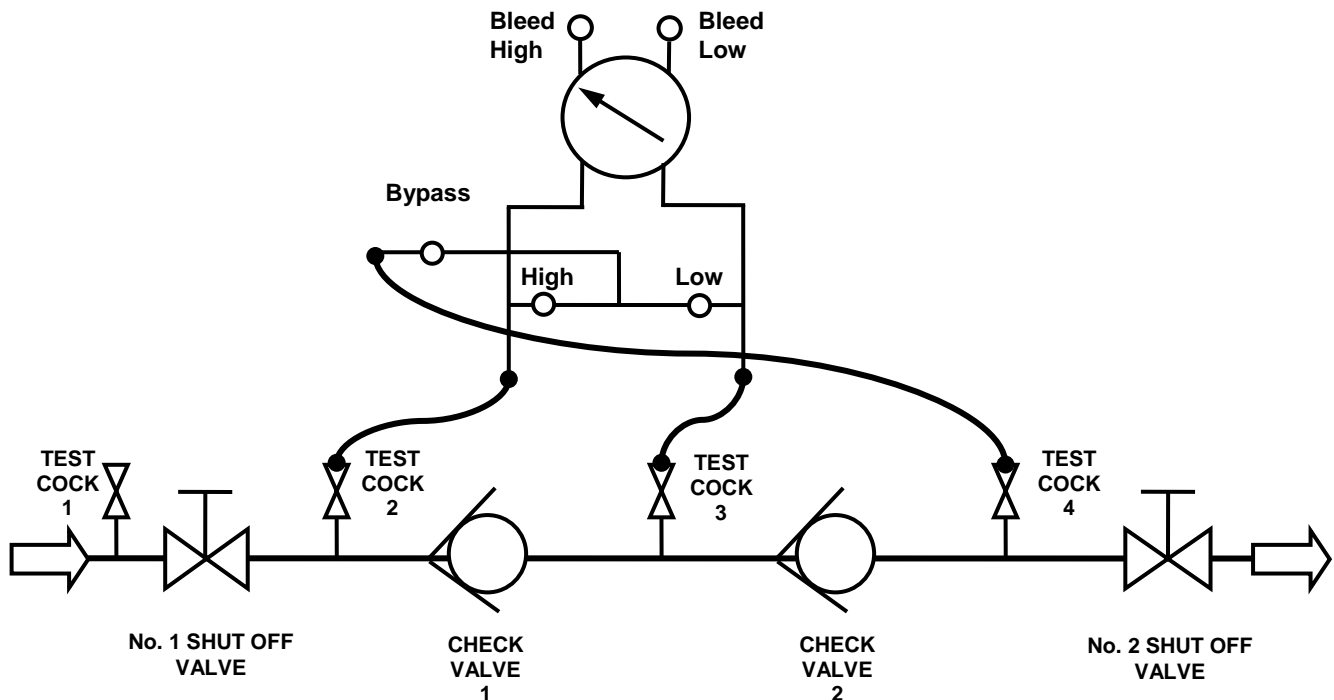 Bleed
High
Bleed
Low
Bypass
High
Low
TEST
COCK
1
TEST
COCK
2
TEST
COCK
3
TEST
COCK
4
No. 1 SHUT OFF
VALVE
CHECK
VALVE
1
CHECK
VALVE
2
No. 2 SHUT OFF
VALVE